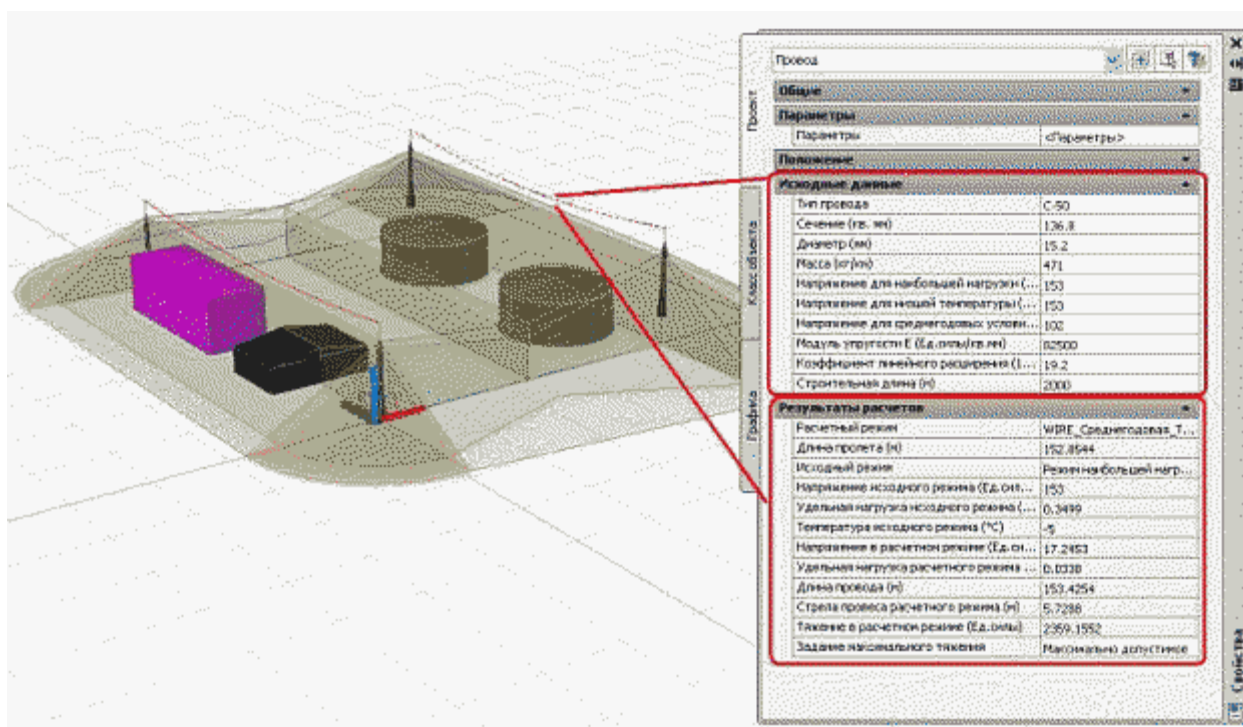 Провод
Общие
Параметры
Параметры <Параметры>
Положение
Исходные данные
Тип провода С-50
Сечение (кв. мм) 136.8
Диаметр (мм) 15.2
Масса (кг/км) 471
Напряжение для наибольшей нагрузки (... 153
Напряжение для низшей температуры (... 153
Напряжение для среднегодовых услови... 102
Модуль упругости Е (Ед.силы/кв.мм) 82500
Коэффициент линейного расширения (1... 19.2
Строительная длина (м) 2000
Результаты расчетов
Расчетный режим WIRE_Среднегодовая_Т...
Длина пролета (м) 152.8544
Исходный режим Режим наибольшей нагр...
Напряжение исходного режима (Ед.сил... 153
Удельная нагрузка исходного режима (... 0.3499
Температура исходного режима (°C) -5
Напряжение в расчетном режиме (Ед.си... 17.2453
Удельная нагрузка расчетного режима ... 0.0338
Длина провода (м) 153.4254
Стрела провеса расчетного режима (м) 5.7288
Тяжение в расчетном режиме (Ед.силы) 2359.1552
Задание максимального тяжения Максимально допустимое
Проект
Класс объекта
Графика
Свойства